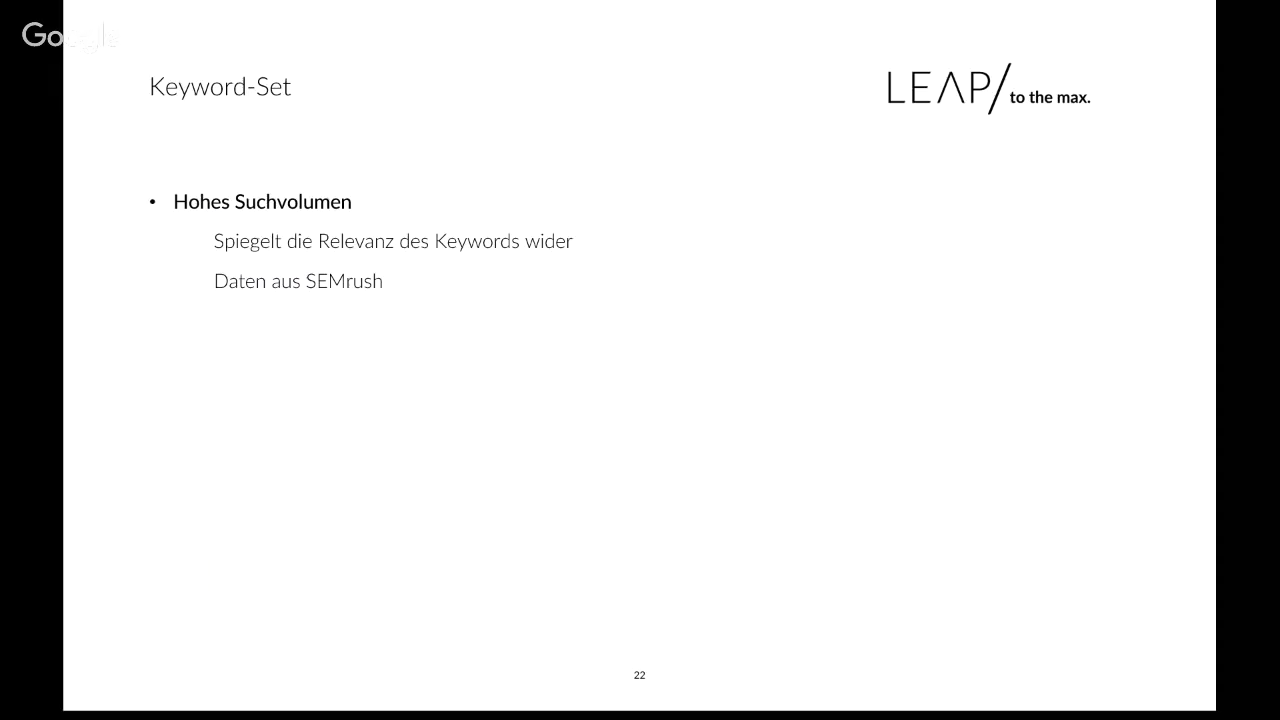 Google
Keyword-Set
LEAP/to the max.
• Hohes Suchvolumen
Spiegelt die Relevanz des Keywords wider
Daten aus SEMrush
22